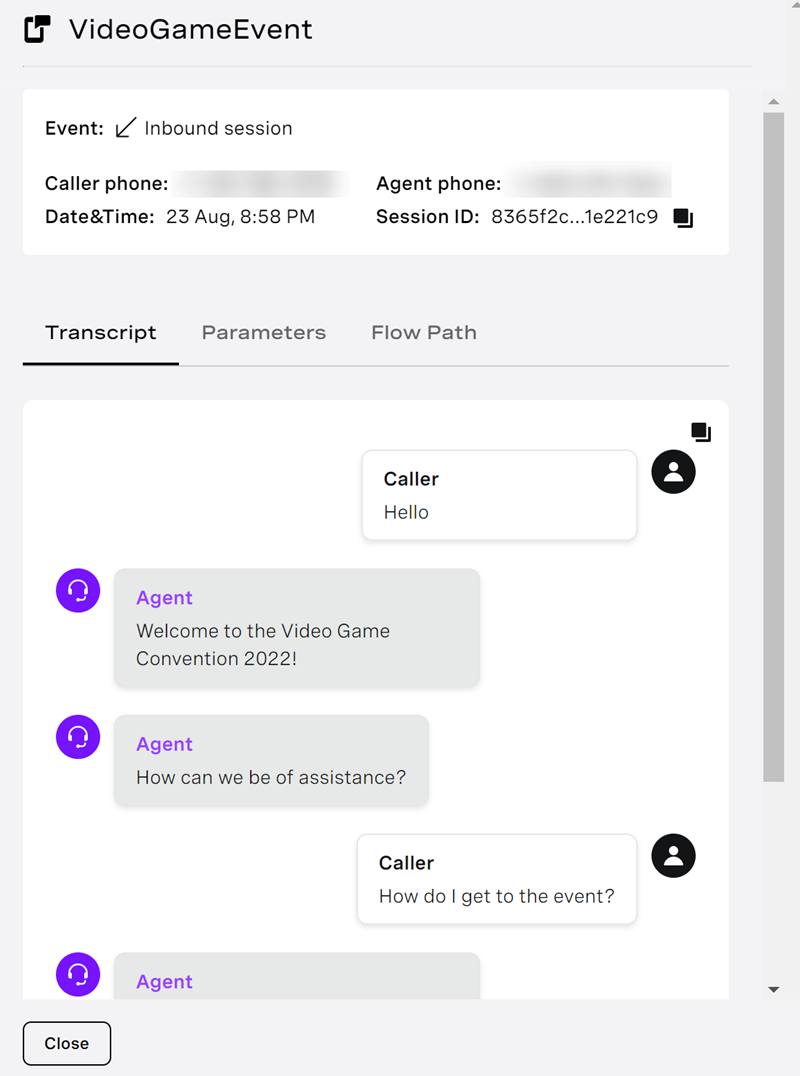 VideoGameEvent
Event: Inbound session
Caller phone: Agent phone:
Date&Time: 23 Aug, 8:58 PM Session ID: 8365f2c...1e221c9
Transcript Parameters Flow Path
Caller
Hello
Agent
Welcome to the Video Game
Convention 2022!
Agent
How can we be of assistance?
Caller
How do I get to the event?
Agent
Close